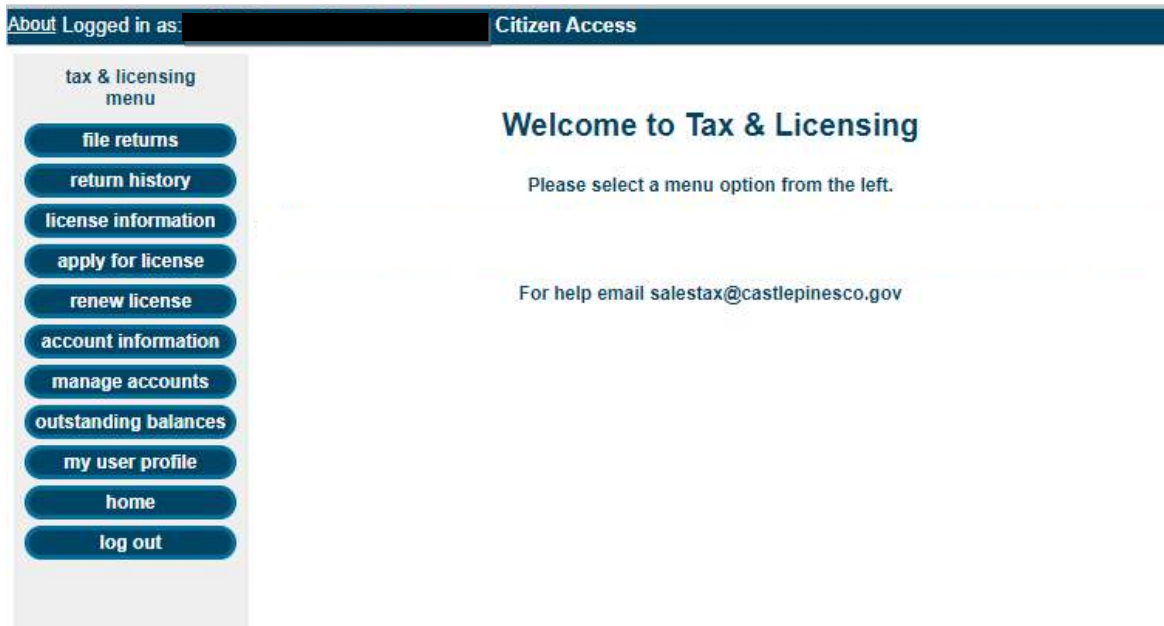 About Logged in as: Citizen Access
tax & licensing
menu
file returns
return history
license information
apply for license
renew license
account information
manage accounts
outstanding balances
my user profile
home
log out
Welcome to Tax & Licensing
Please select a menu option from the left.
For help email salestax@castlepinesco.gov